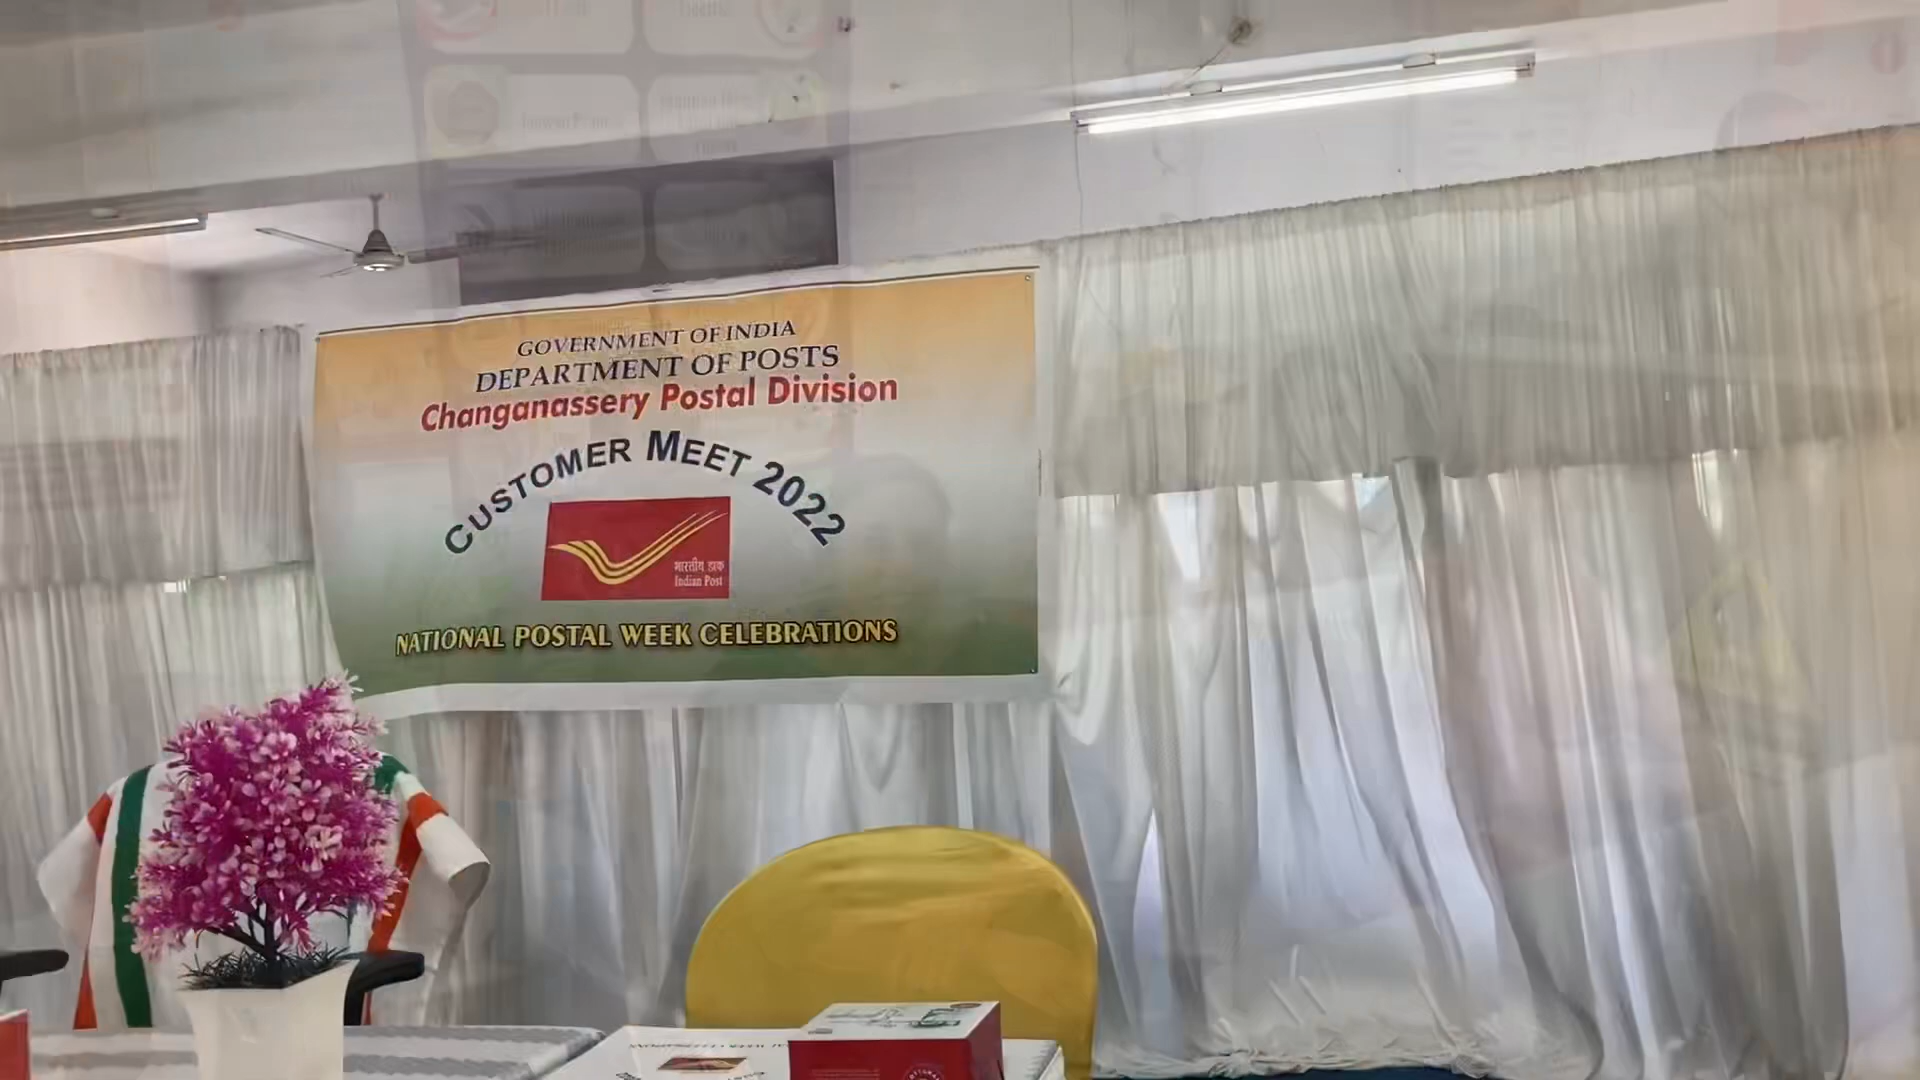 GOVERNMENT OF INDIA
DEPARTMENT OF POSTS
Changanassery Postal Division
CUSTOMER MEET 2022
भारतीय डाक
Indian Post
NATIONAL POSTAL WEEK CELEBRATIONS